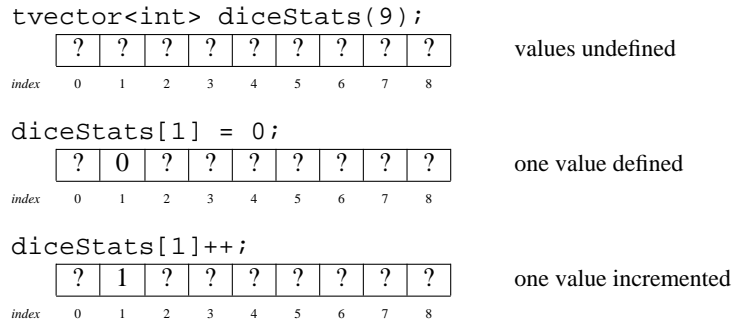 tvector<int> diceStats(9);
? ? ? ? ? ? ? ? ? values undefined
index 0 1 2 3 4 5 6 7 8
diceStats[1] = 0;
? 0 ? ? ? ? ? ? ? one value defined
index 0 1 2 3 4 5 6 7 8
diceStats[1]++;
? 1 ? ? ? ? ? ? ? one value incremented
index 0 1 2 3 4 5 6 7 8